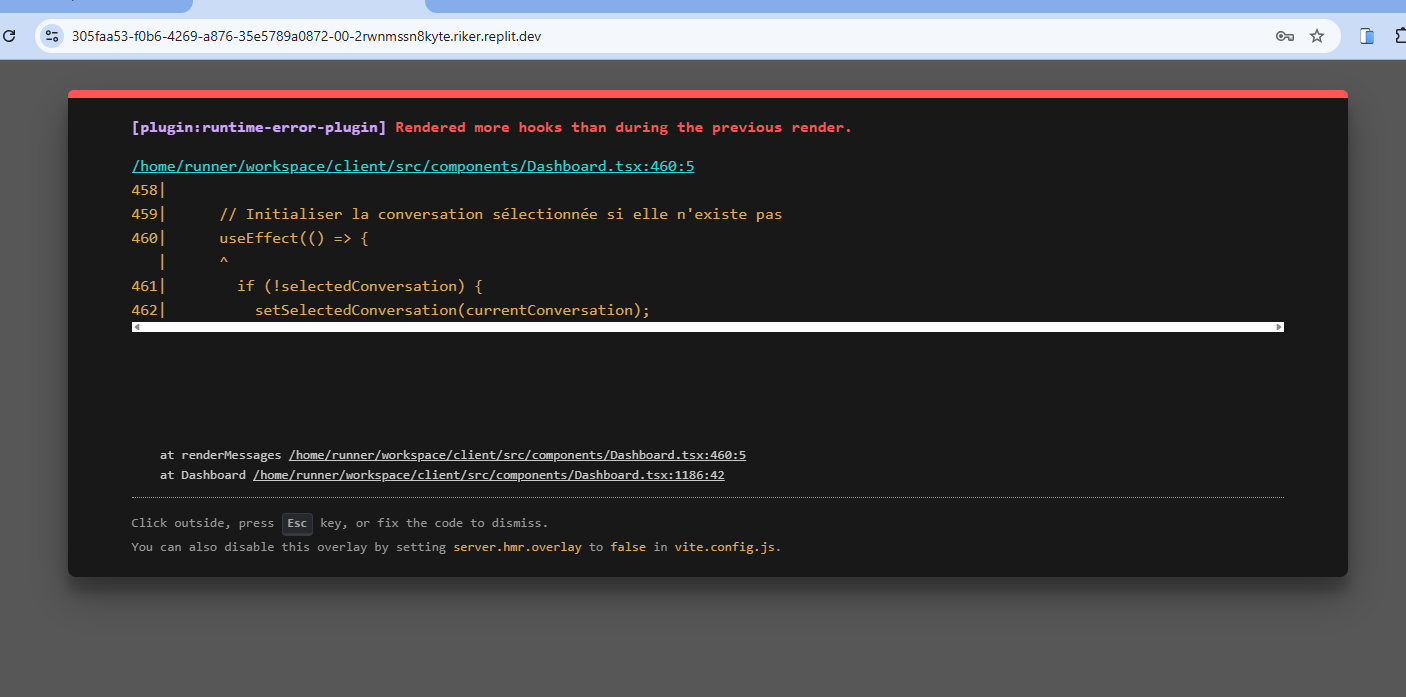 305faa53-f0b6-4269-a876-35e5789a0872-00-2rwnmssn8kyte.riker.replit.dev
[plugin:runtime-error-plugin] Rendered more hooks than during the previous render.
/home/runner/workspace/client/src/components/Dashboard.tsx:460:5
458|
459|      // Initialiser la conversation sélectionnée si elle n'existe pas
460|      useEffect(() => {
   |      ^
461|        if (!selectedConversation) {
462|          setSelectedConversation(currentConversation);
at renderMessages /home/runner/workspace/client/src/components/Dashboard.tsx:460:5
at Dashboard /home/runner/workspace/client/src/components/Dashboard.tsx:1186:42
Click outside, press Esc key, or fix the code to dismiss.
You can also disable this overlay by setting server.hmr.overlay to false in vite.config.js.